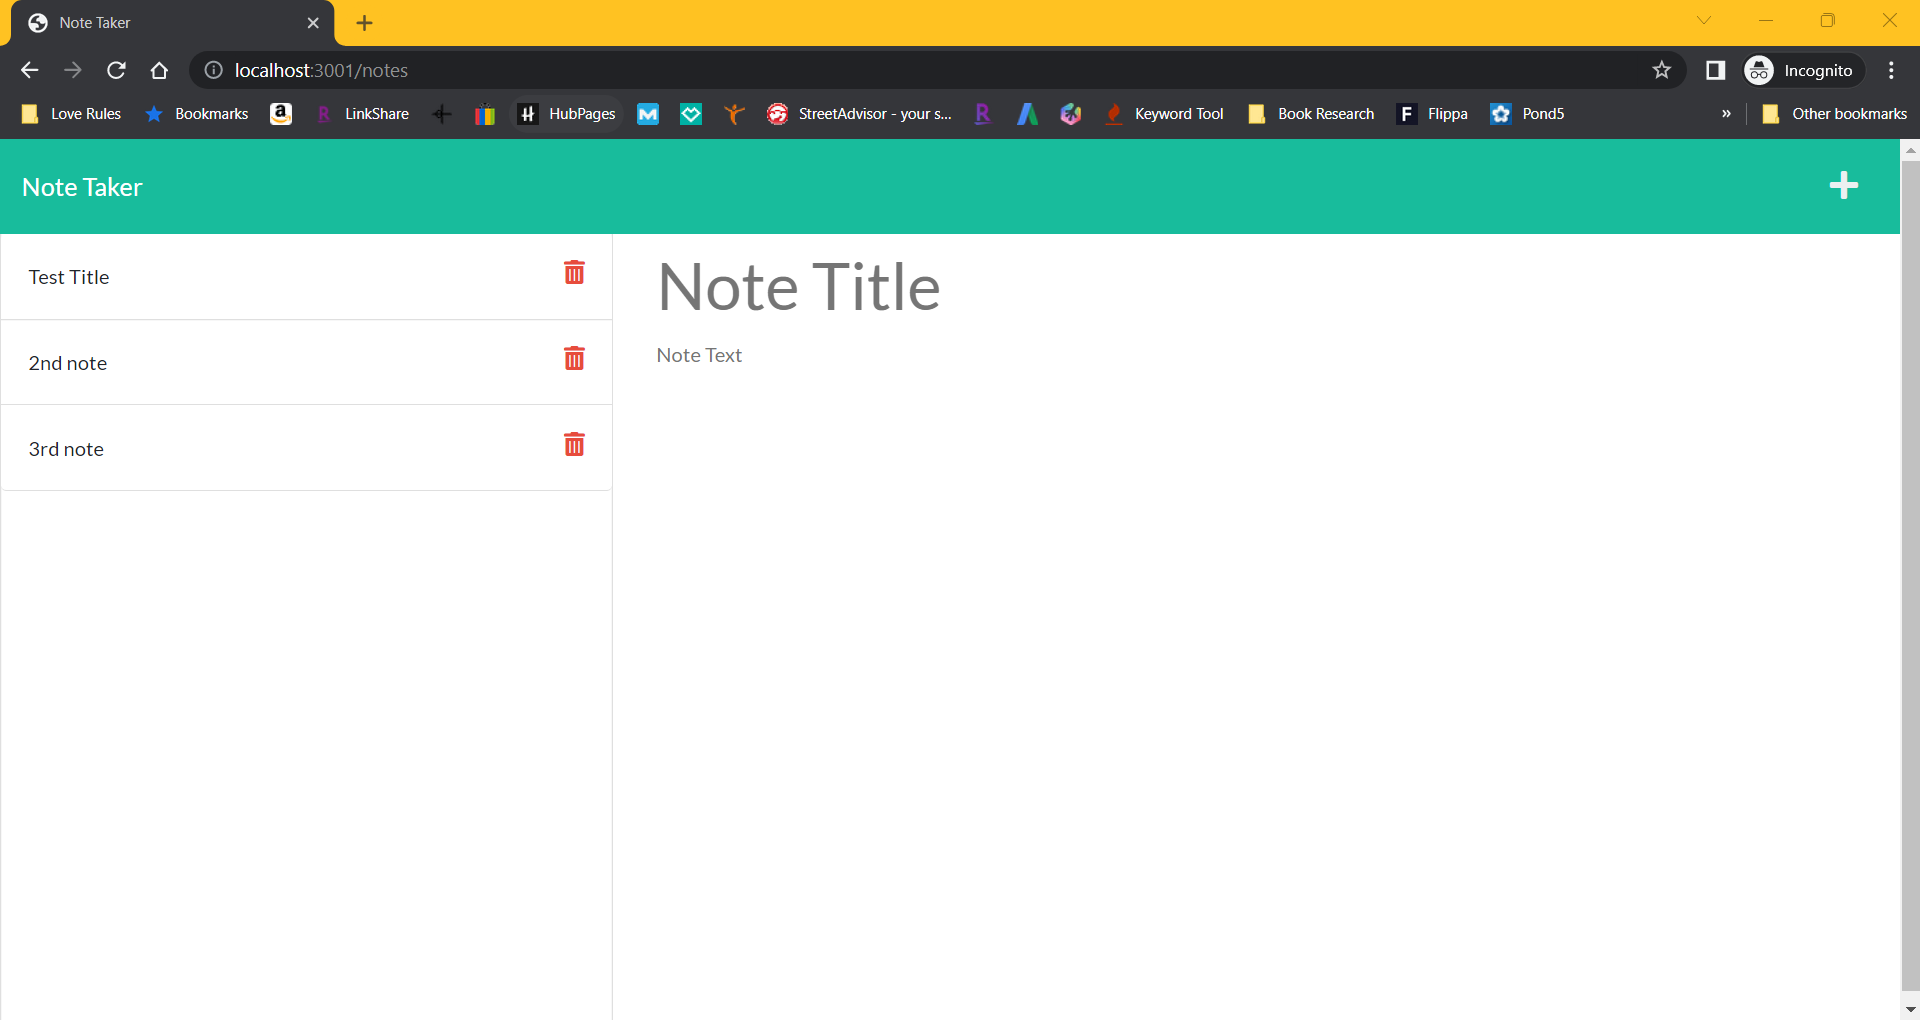 Note Taker
localhost:3001/notes
Incognito
Love Rules Bookmarks a R LinkShare H HubPages M StreetAdvisor - your s... R Keyword Tool Book Research F Flippa Pond5 » Other bookmarks
Note Taker
Test Title
2nd note
3rd note
Note Title
Note Text